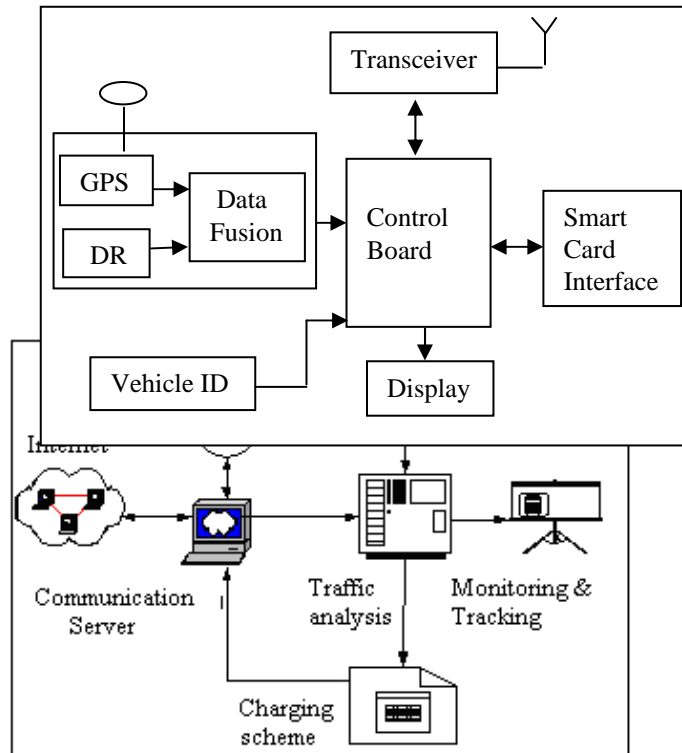 Transceiver
GPS
Data
Fusion
DR
Control
Board
Smart
Card
Interface
Vehicle ID
Display
Internet
Communication
Server
Traffic
analysis
Monitoring &
Tracking
Charging
scheme